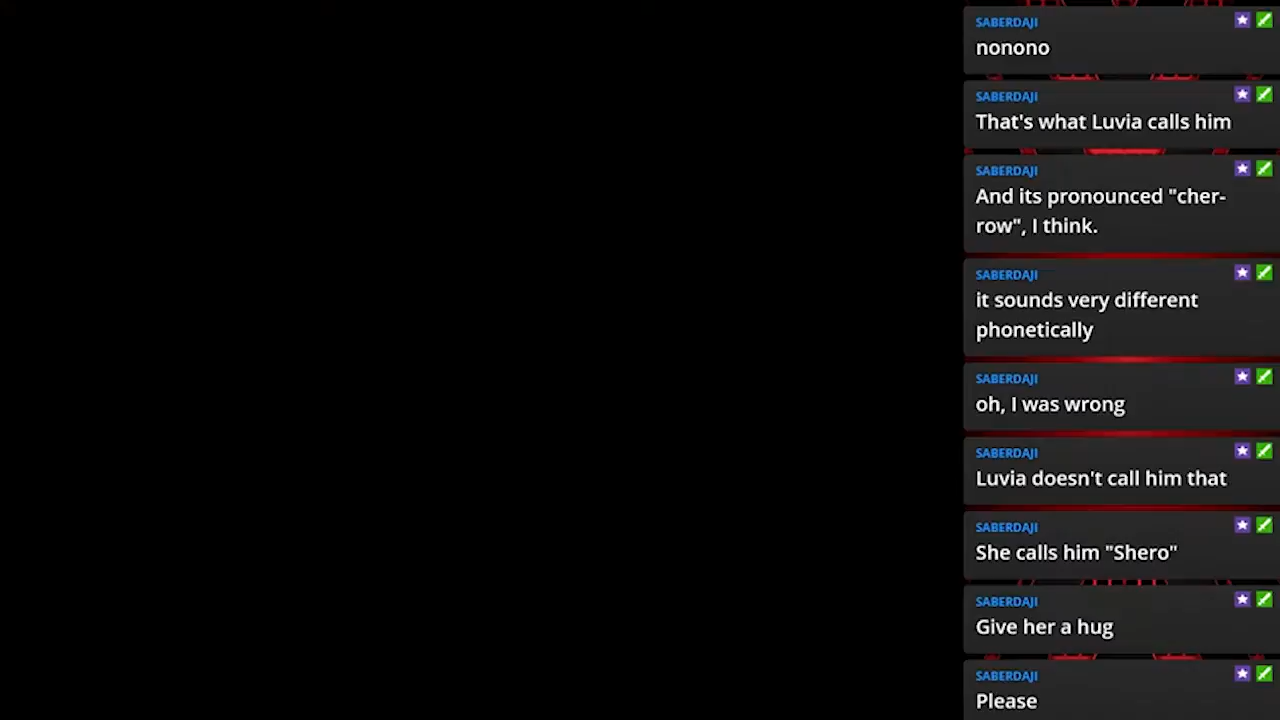 SABERDAJI
nonono
SABERDAJI
That's what Luvia calls him
SABERDAJI
And its pronounced "cher-
row", I think.
SABERDAJI
it sounds very different
phonetically
SABERDAJI
oh, I was wrong
SABERDAJI
Luvia doesn't call him that
SABERDAJI
She calls him "Shero"
SABERDAJI
Give her a hug
SABERDAJI
Please